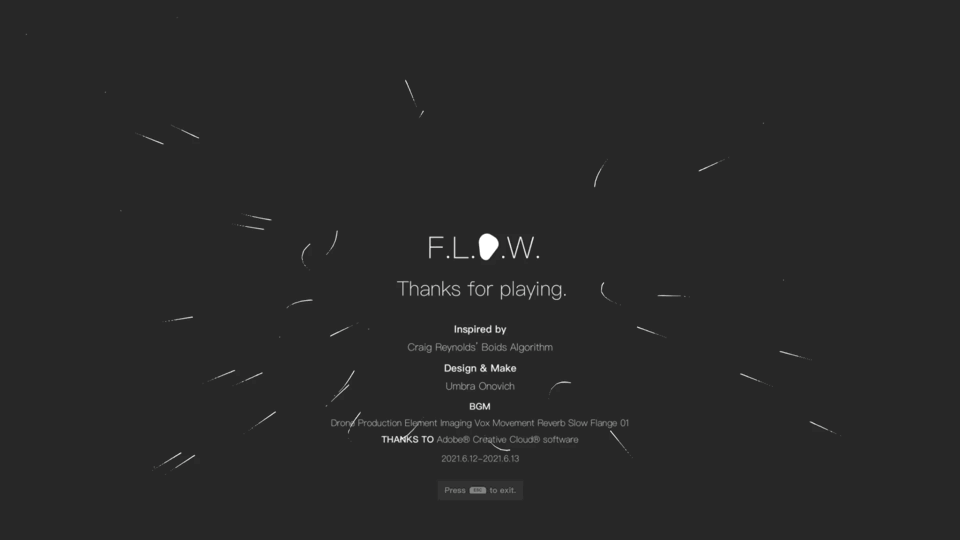 F.L.O.W.
Thanks for playing.
Inspired by
Craig Reynolds' Boids Algorithm
Design & Make
Umbra Onovich
BGM
Drone Production Element Imaging Vox Movement Reverb Slow Flange 01
THANKS TO Adobe® Creative Cloud® software
2021.6.12-2021.6.13
Press ESC to exit.